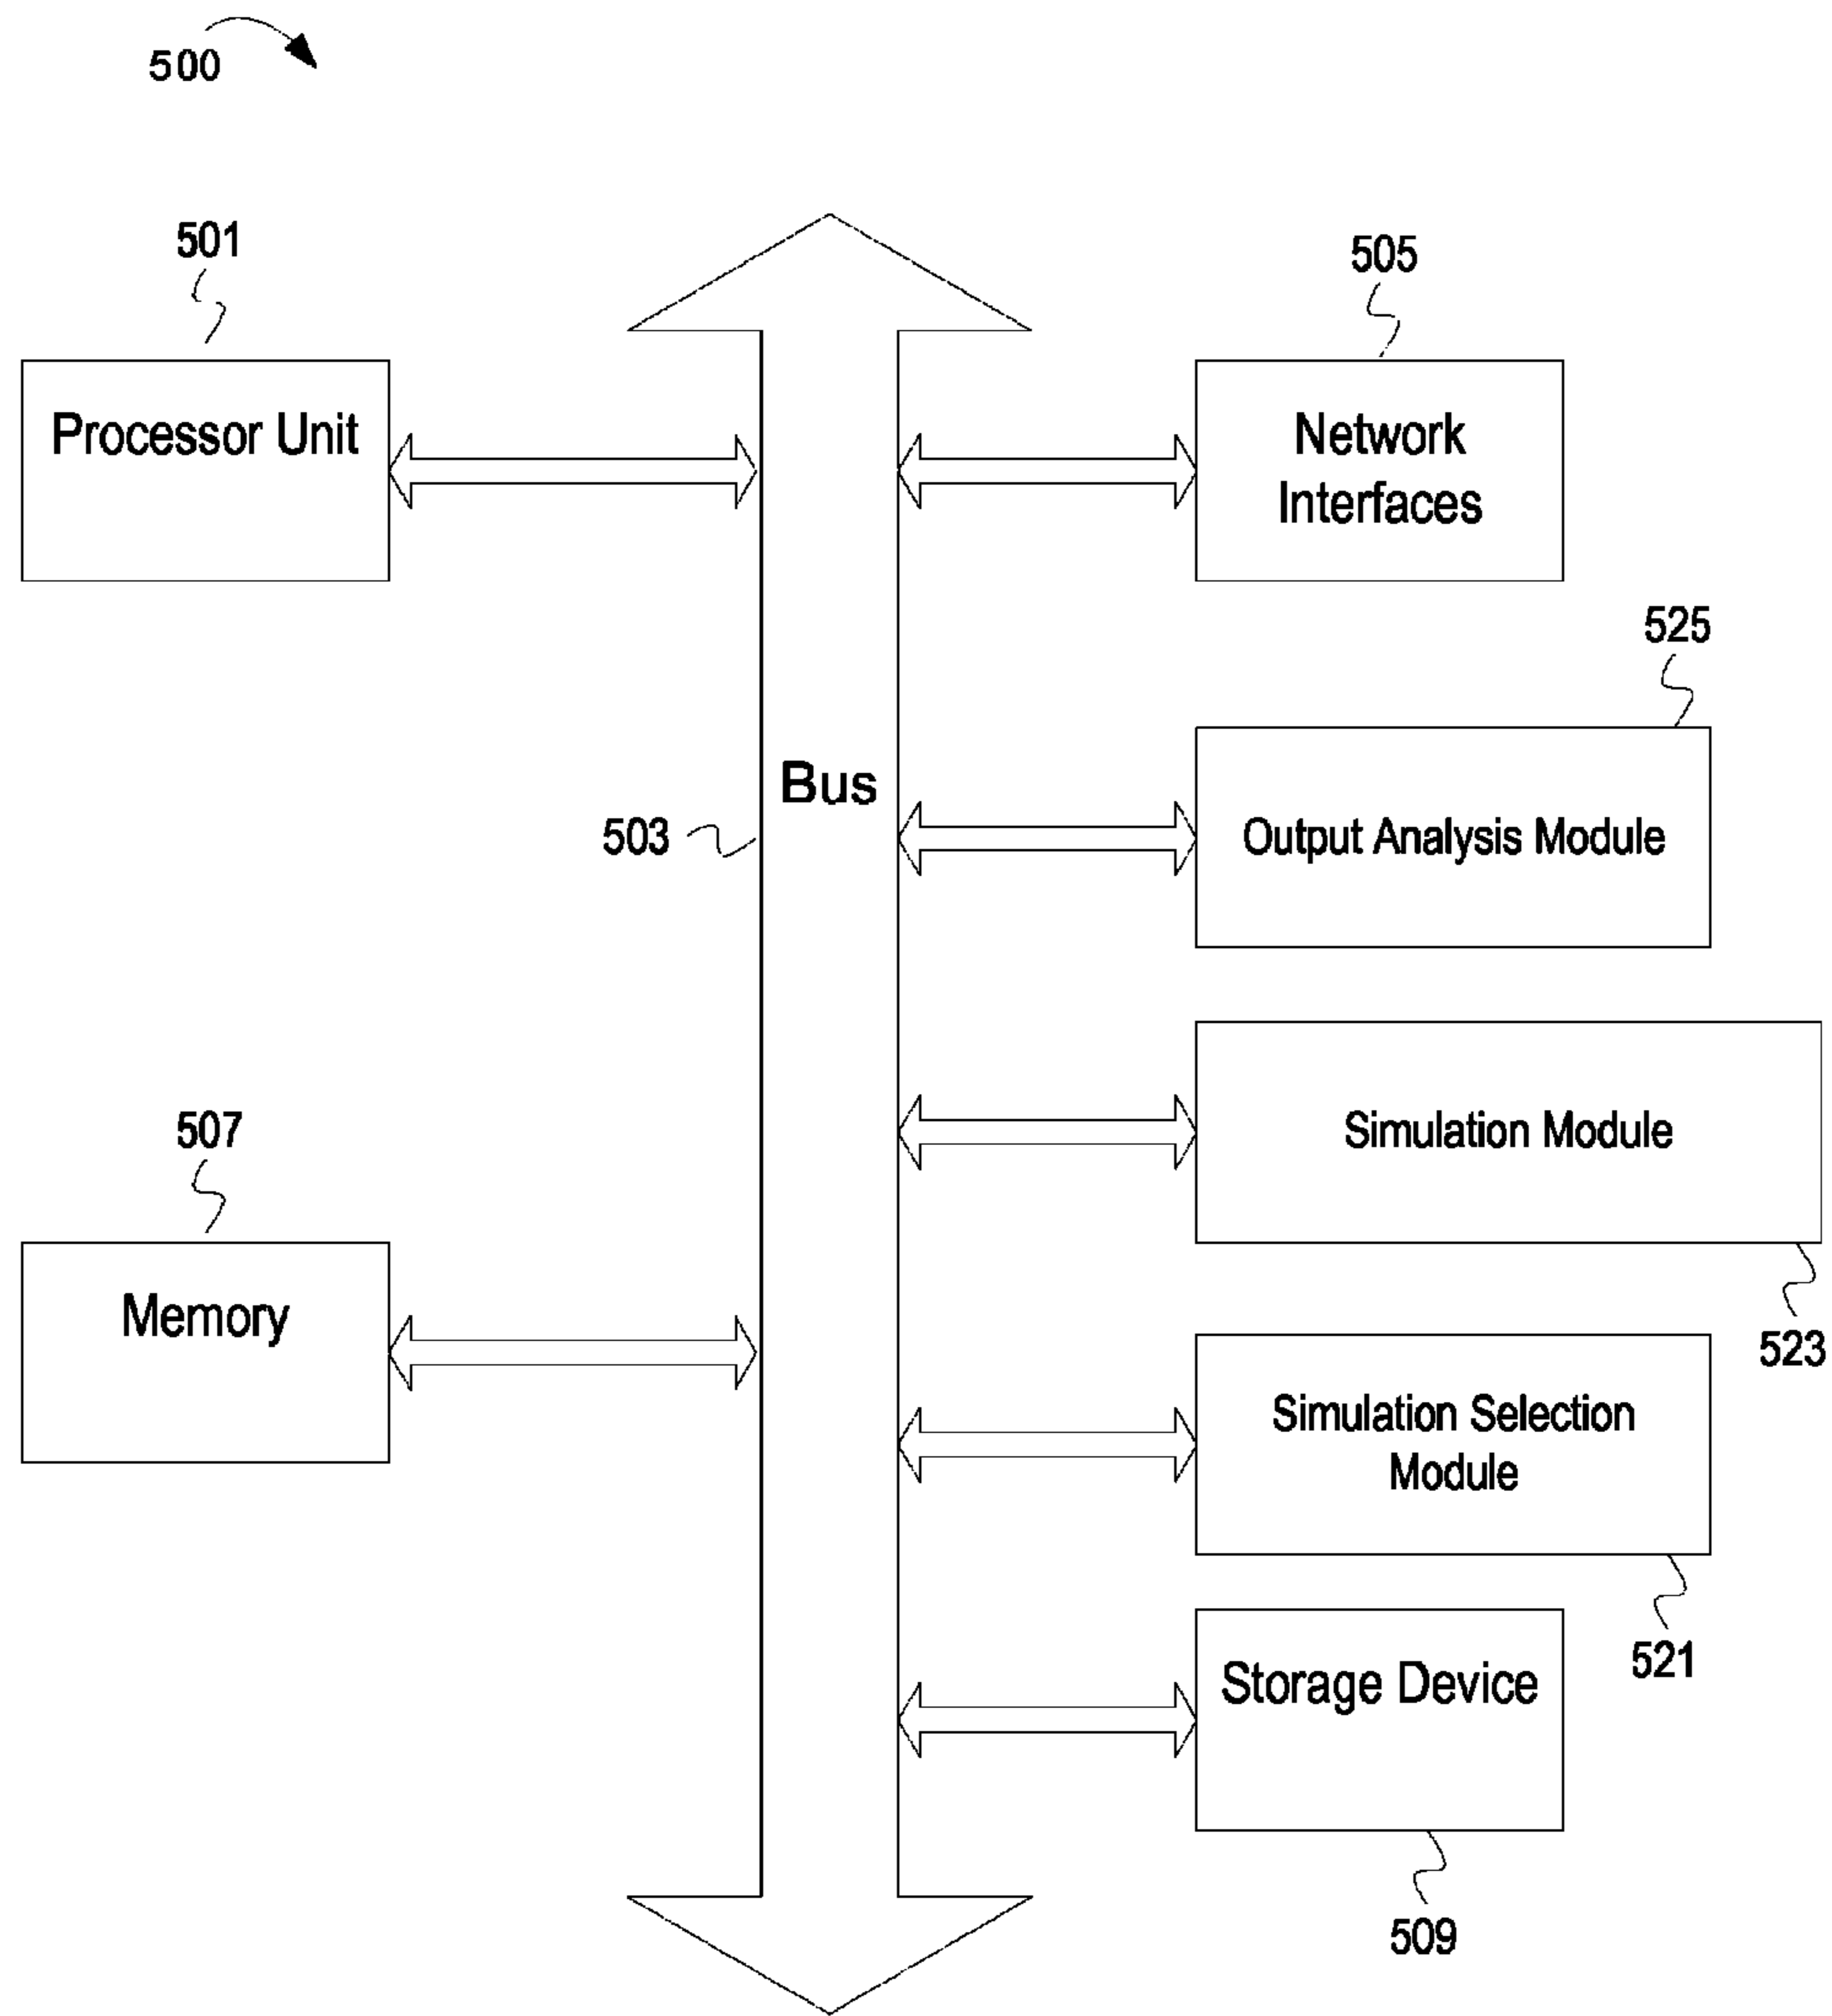 500
501
Processor Unit
505
Network
Interfaces
525
Output Analysis Module
Bus
503
Simulation Module
523
507
Memory
Simulation Selection
Module
521
Storage Device
509